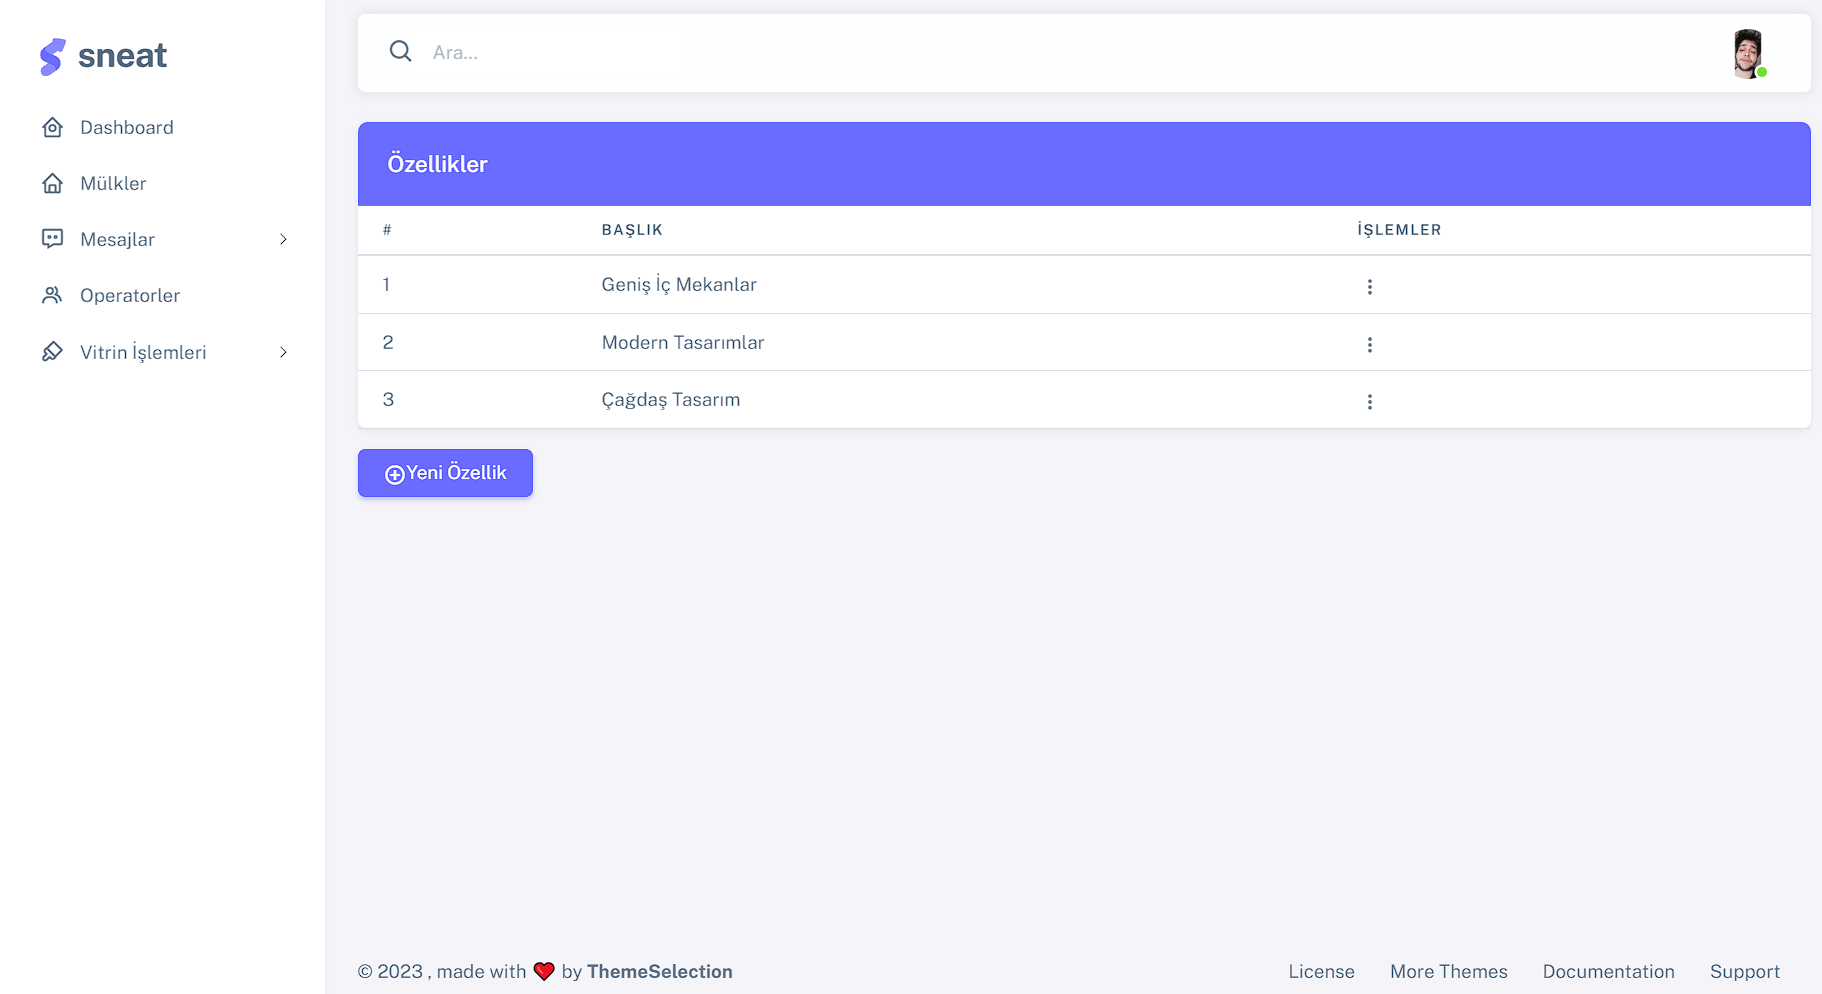 sneat
Dashboard
Mülkler
Mesajlar
Operatorler
Vitrin İşlemleri
Ara...
Özellikler
# BAŞLIK İŞLEMLER
1 Geniş İç Mekanlar
2 Modern Tasarımlar
3 Çağdaş Tasarım
Yeni Özellik
© 2023 , made with ❤️ by ThemeSelection
License More Themes Documentation Support